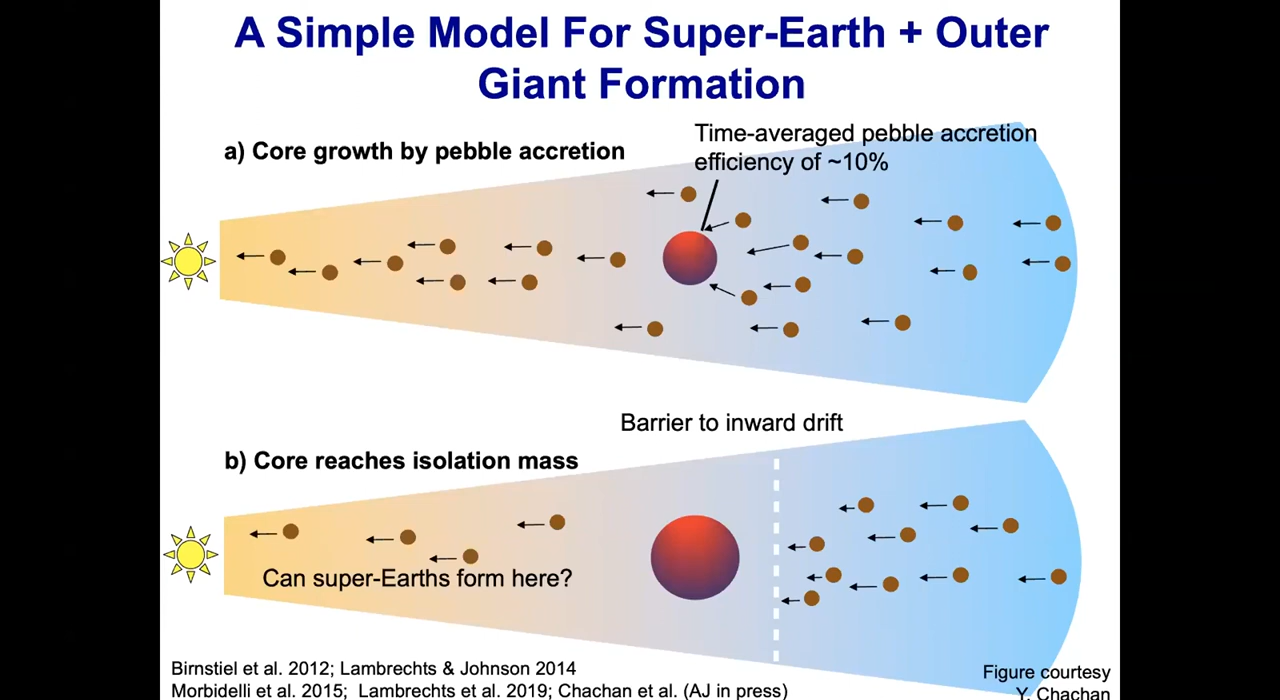 A Simple Model For Super-Earth + Outer
Giant Formation
a) Core growth by pebble accretion
Time-averaged pebble accretion
efficiency of ~10%
Barrier to inward drift
b) Core reaches isolation mass
Can super-Earths form here?
Birnstiel et al. 2012; Lambrechts & Johnson 2014
Morbidelli et al. 2015; Lambrechts et al. 2019; Chachan et al. (AJ in press)
Figure courtesy
Y. Chachan